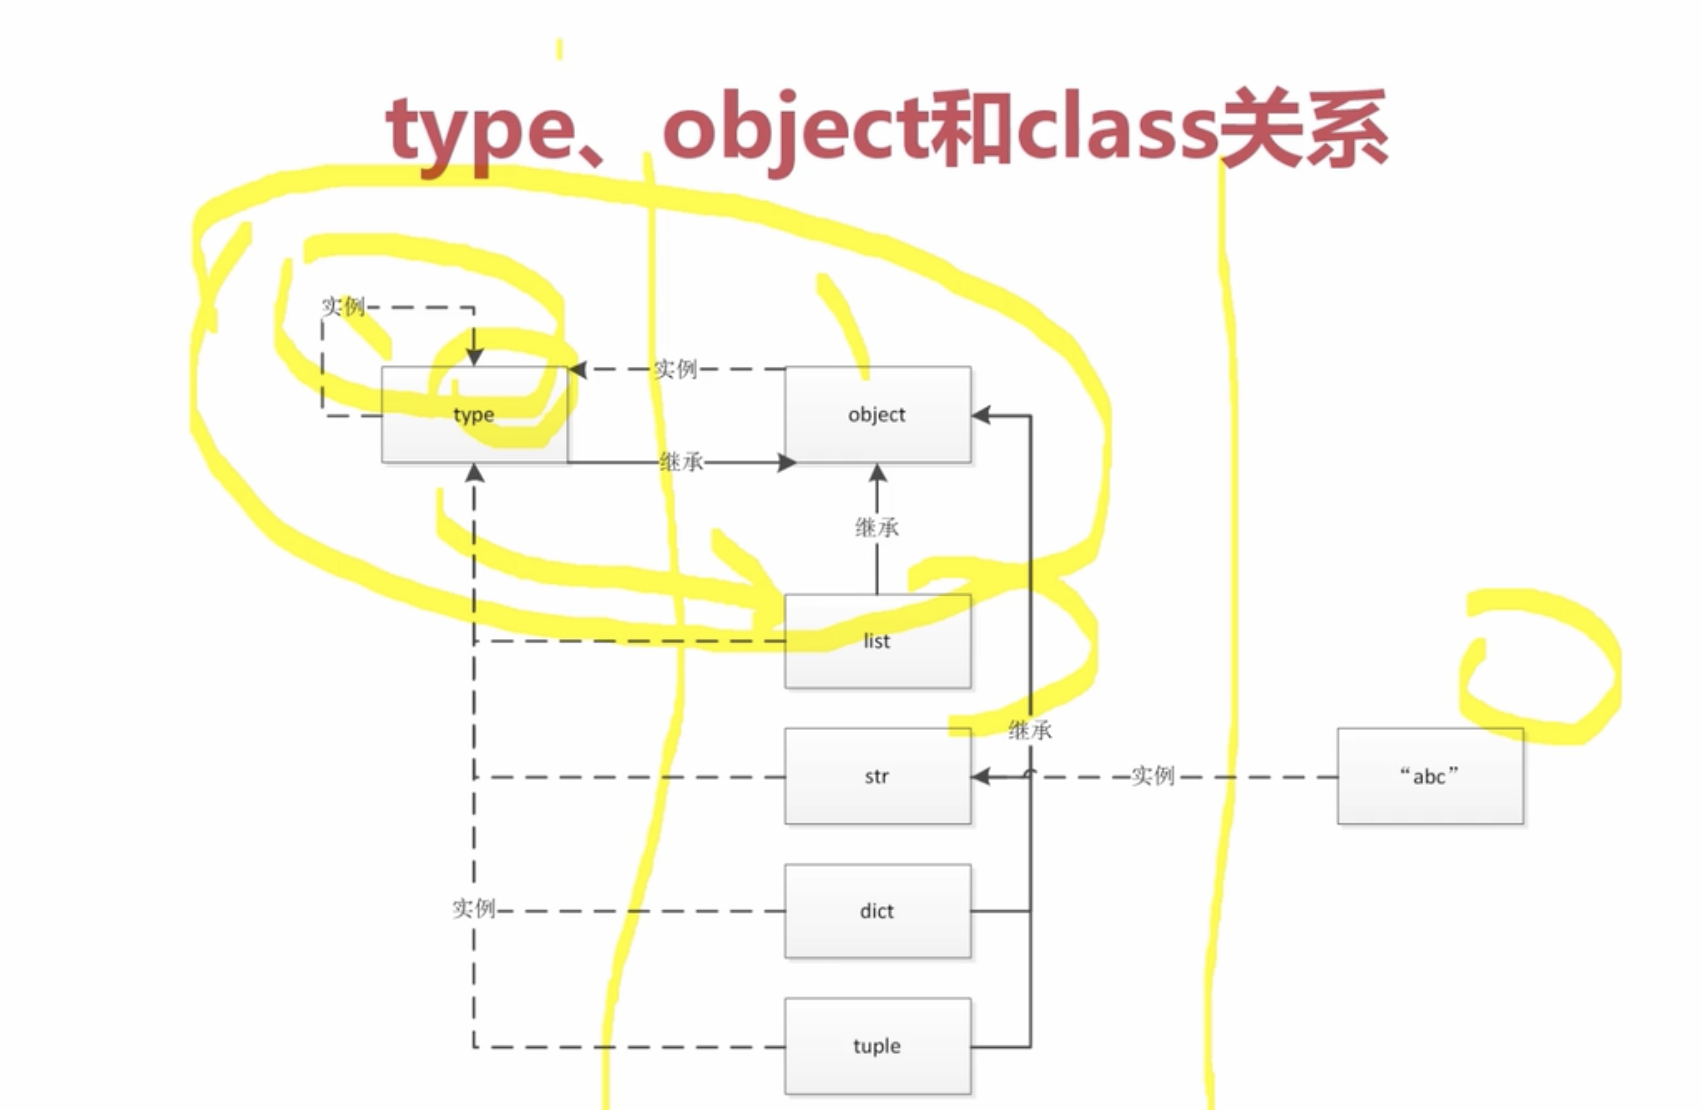 type、object和class关系
实例
实例
type
object
继承
继承
list
继承
str
实例
“abc”
实例
dict
tuple